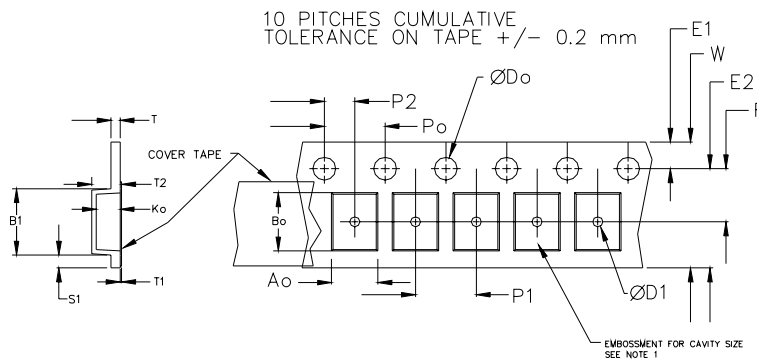 10 PITCHES CUMULATIVE
TOLERANCE ON TAPE +/- 0.2 mm
E1
W
ØDo
E2
P2
F
T
Po
COVER TAPE
T2
B1
Ko
Bo
Ao
S1
T1
P1
ØD1
EMBOSSMENT FOR CAVITY SIZE
SEE NOTE 1